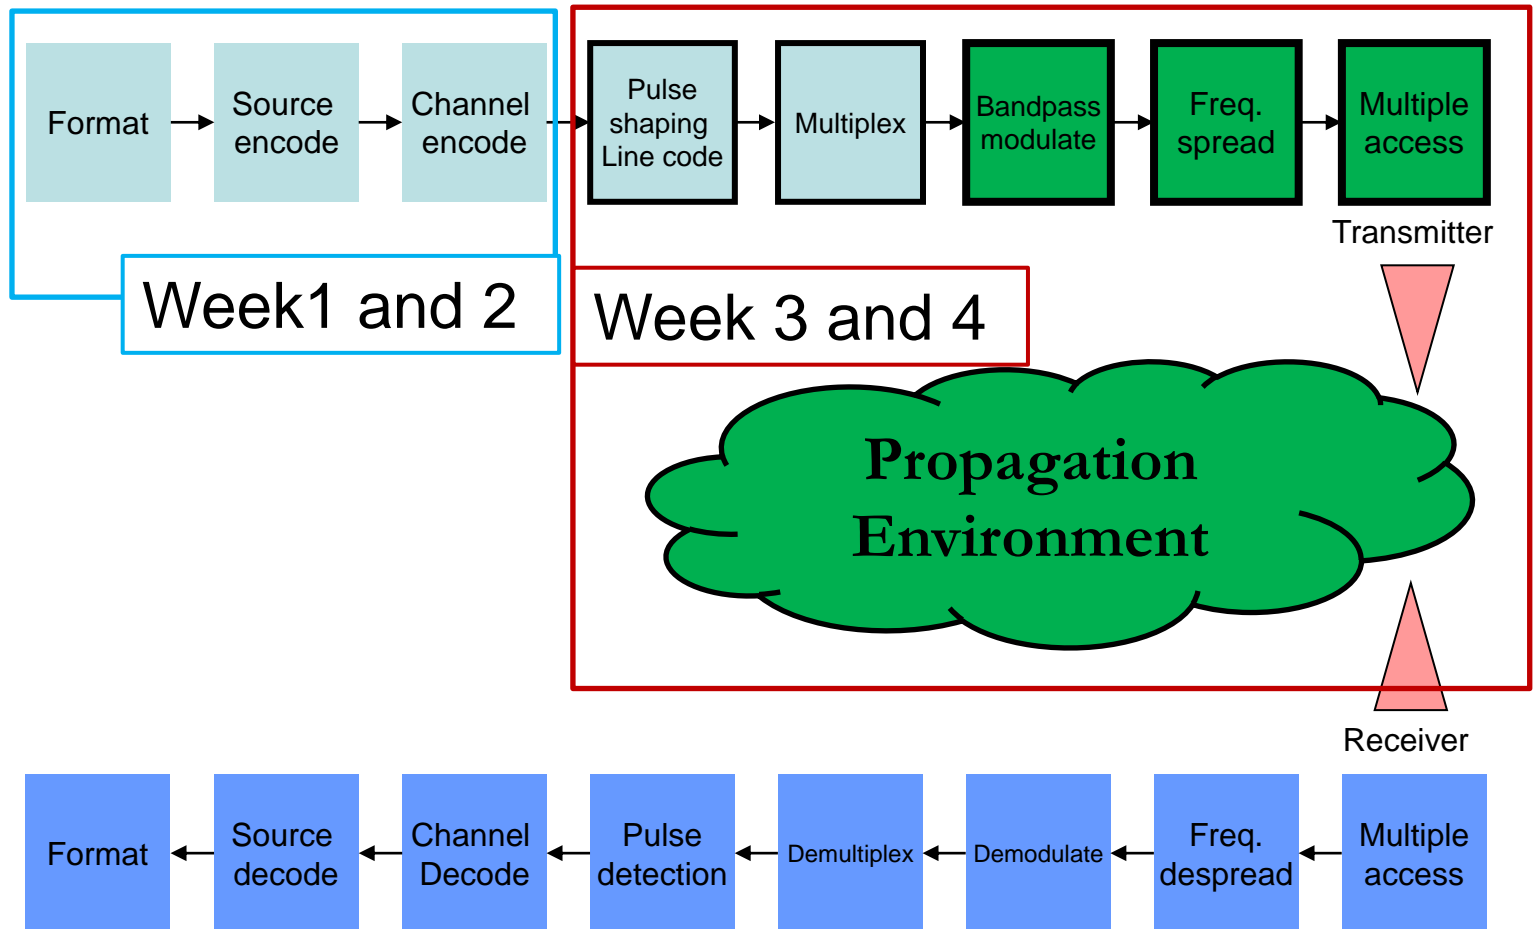 Format
Source
encode
Channel
encode
Pulse
shaping
Line code
Multiplex
Bandpass
modulate
Freq.
spread
Multiple
access
Transmitter
Week1 and 2
Week 3 and 4
Propagation
Environment
Receiver
Format
Source
decode
Channel
Decode
Pulse
detection
Demultiplex
Demodulate
Freq.
despread
Multiple
access